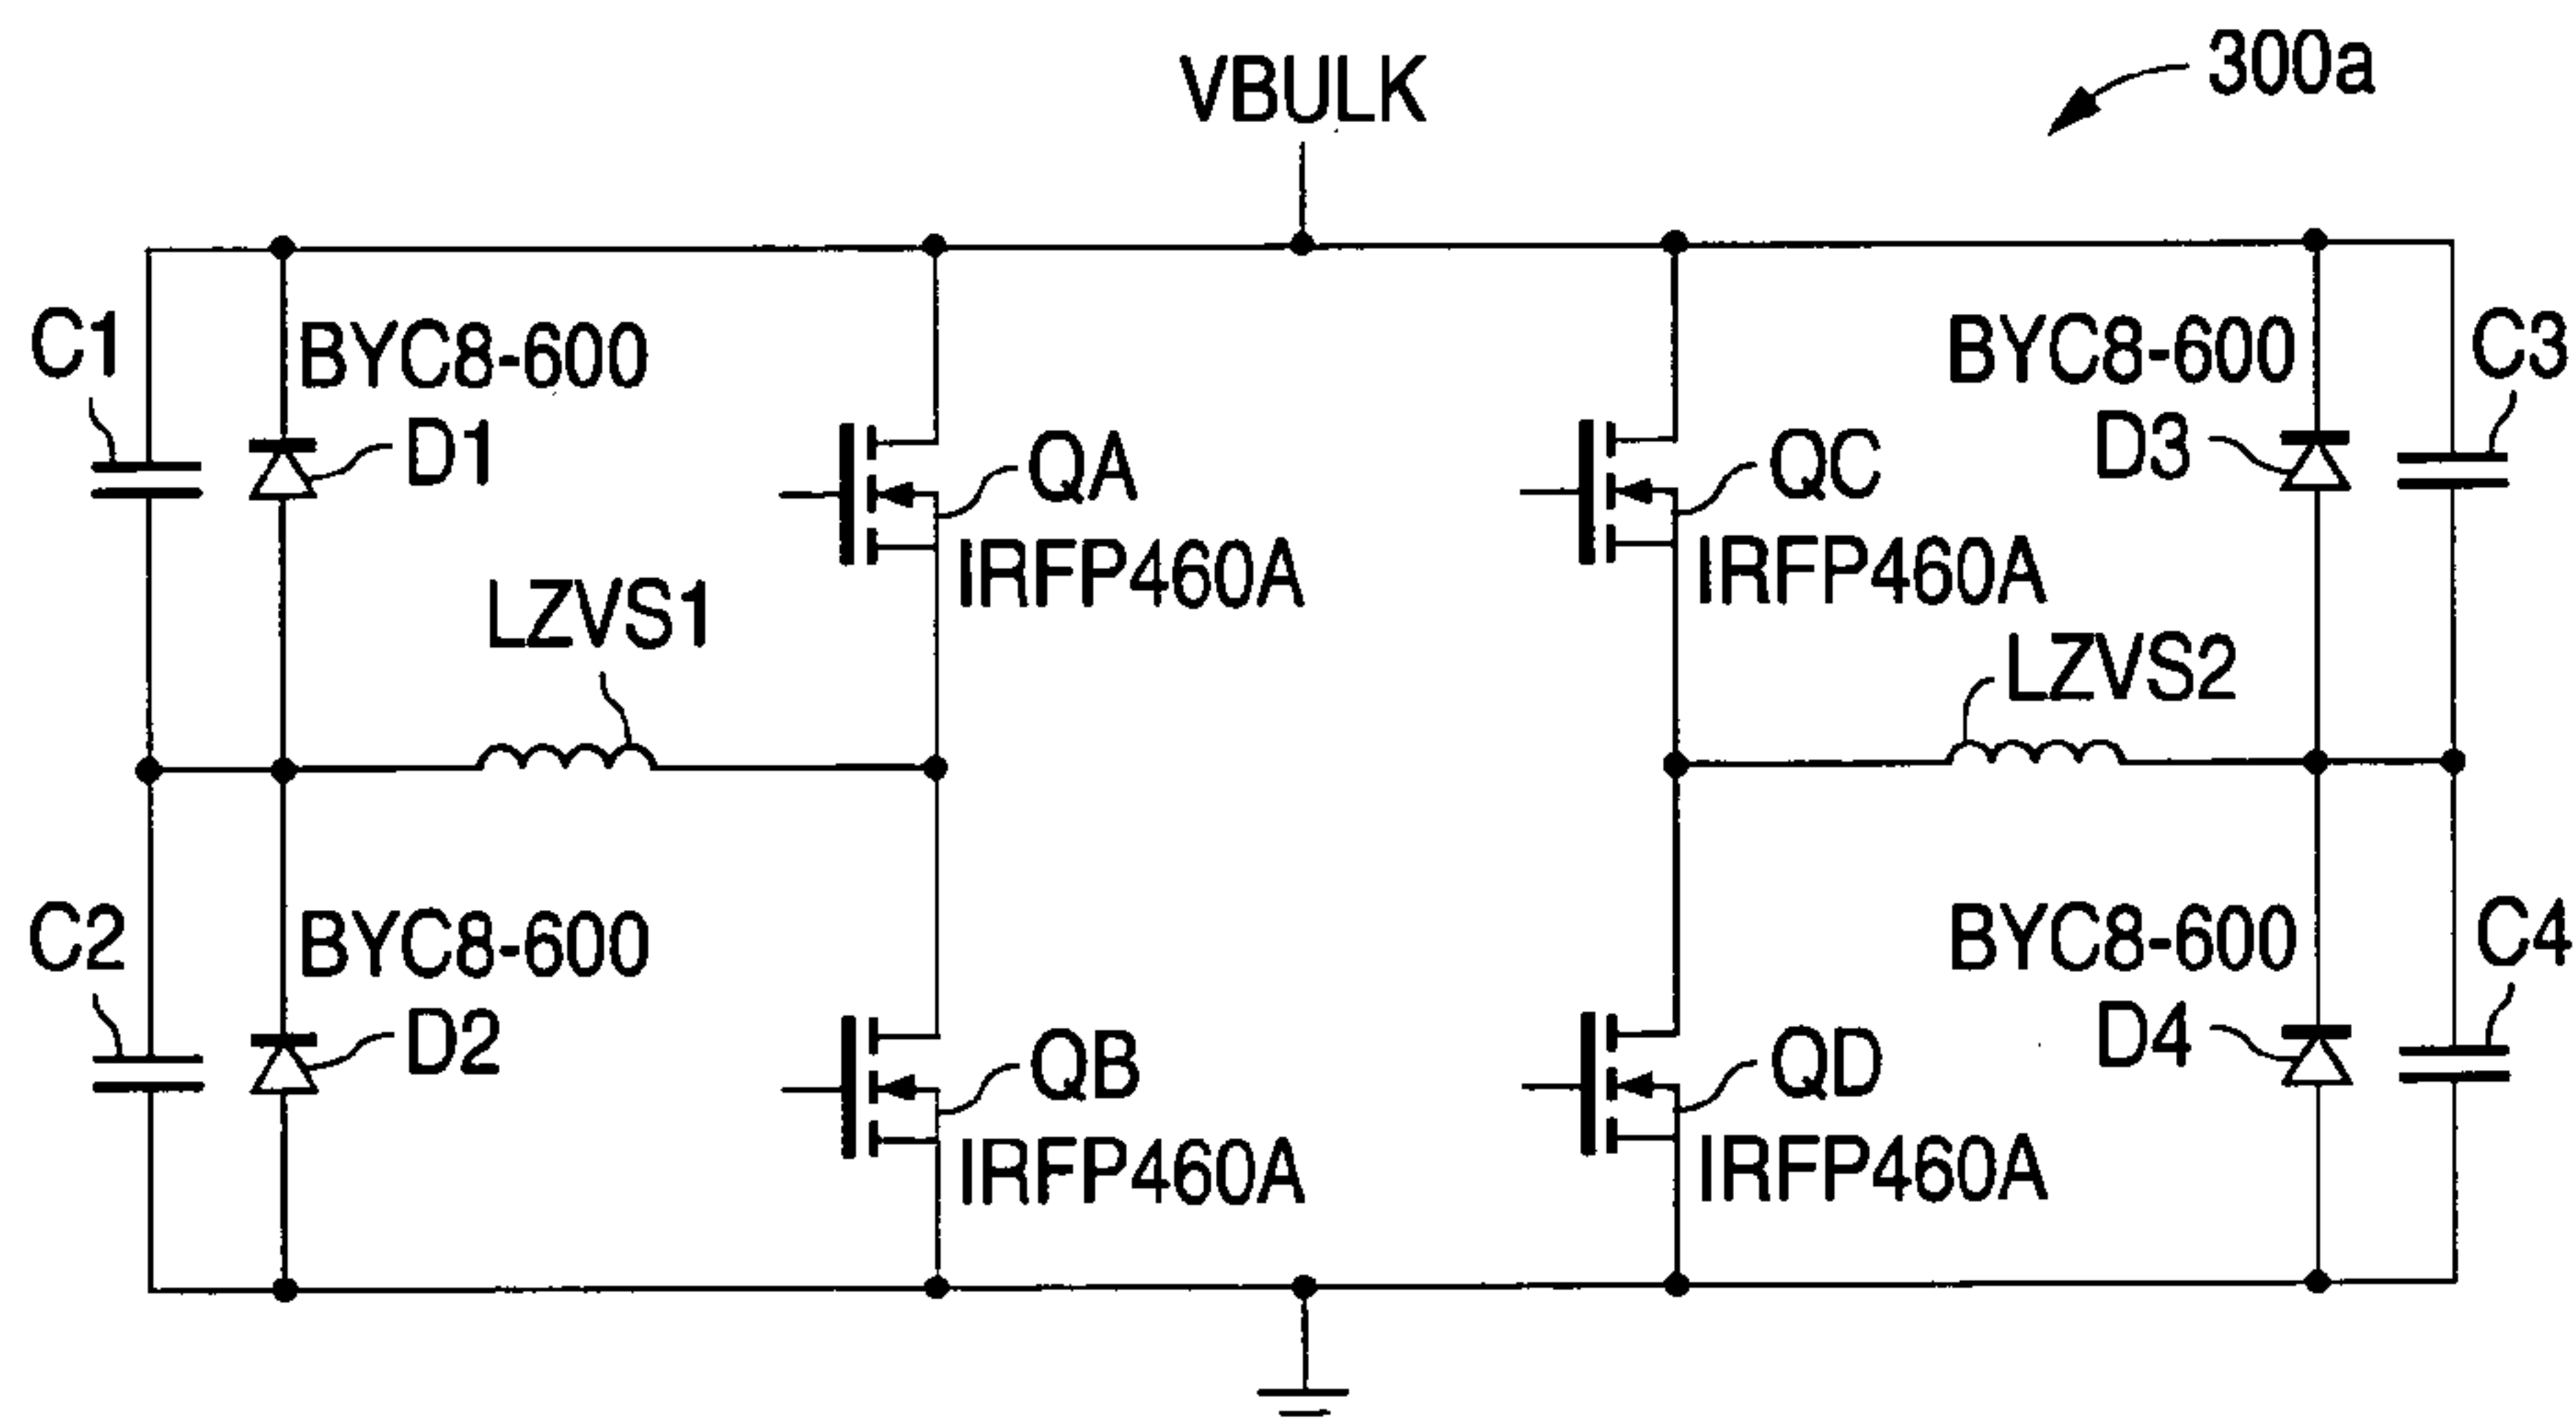 300a
VBULK
C1
BYC8-600
D1
QA
IRFP460A
LZVS1
QC
IRFP460A
BYC8-600
D3
C3
LZVS2
C2
BYC8-600
D2
QB
IRFP460A
QD
IRFP460A
BYC8-600
D4
C4